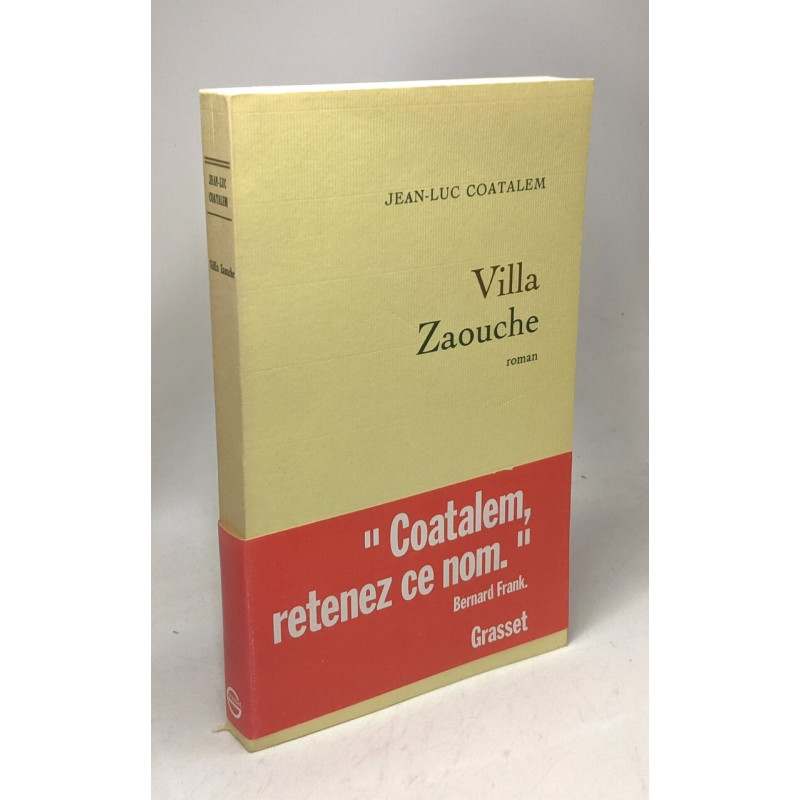 JEAN-LUC
COATALEM
Villa Zaouche
JEAN-LUC COATALEM
Villa
Zaouche
roman
" Coatalem,
retenez ce nom. "
Bernard Frank.
Grasset